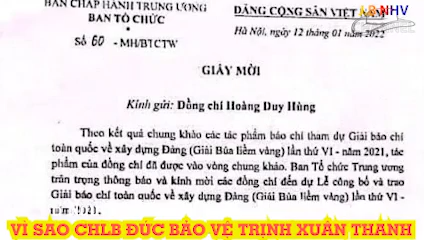 BAN CHẤP HÀNH TRUNG ƯƠNG
BAN TỔ CHỨC
Số 60 -MH/BTCTW
ĐẢNG CỘNG SẢN VIỆT NAM
Hà Nội, ngày 12 tháng 01 năm 2022
GIẤY MỜI
Kính gửi: Đồng chí Hoàng Duy Hùng
Theo kết quả chung khảo các tác phẩm báo chí tham dự Giải báo chí
toàn quốc về xây dựng Đảng (Giải Búa liềm vàng) lần thứ VI - năm 2021, tác
phẩm của đồng chí đã được vào vòng chung khảo. Ban Tổ chức Trung ương
trân trọng thông báo và kính mời các đồng chí đến dự Lễ công bố và trao
Giải báo chí toàn quốc về xây dựng Đảng (Giải Búa liềm vàng) lần thứ VI -
năm 2021.
VÌ SAO CHLB ĐỨC BẢO VỆ TRỊNH XUÂN THANH